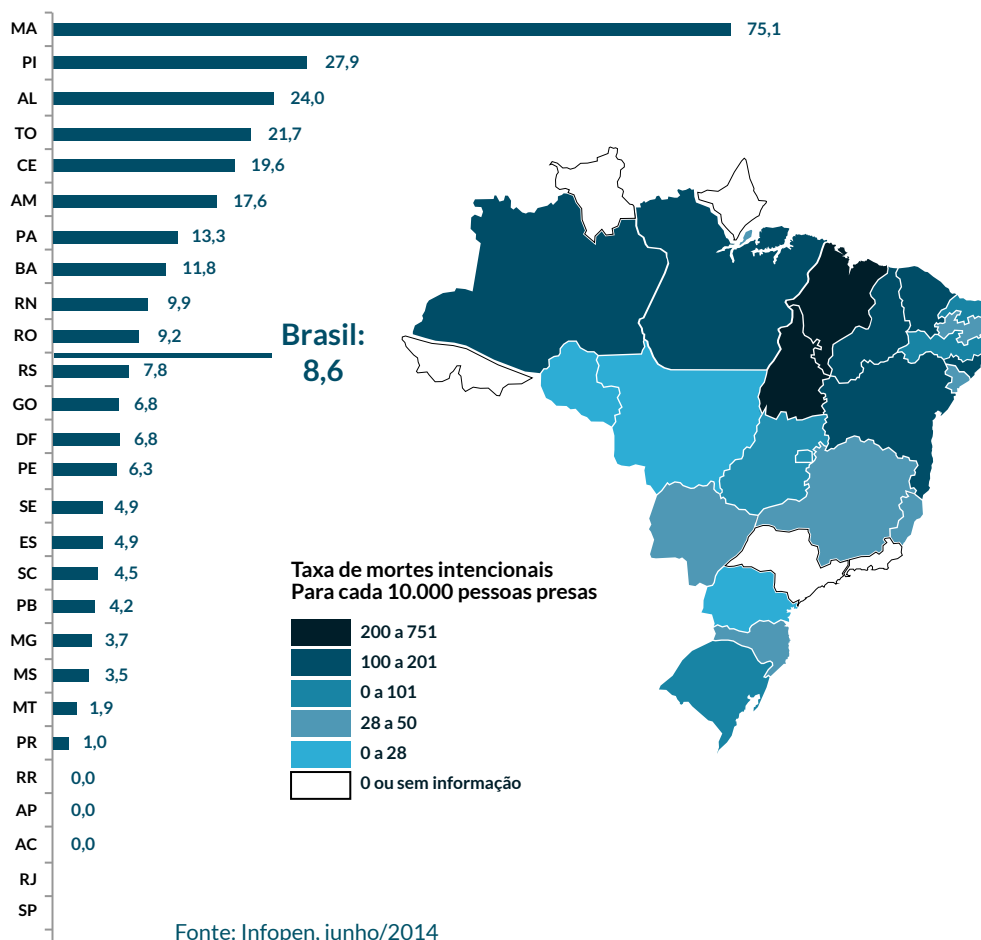 MA 75,1
PI 27,9
AL 24,0
TO 21,7
CE 19,6
AM 17,6
PA 13,3
BA 11,8
RN 9,9
RO 9,2
Brasil:
8,6
RS 7,8
GO 6,8
DF 6,8
PE 6,3
SE 4,9
ES 4,9
SC 4,5
PB 4,2
MG 3,7
MS 3,5
MT 1,9
PR 1,0
RR 0,0
AP 0,0
AC 0,0
RJ
SP
Taxa de mortes intencionais
Para cada 10.000 pessoas presas
200 a 751
100 a 201
0 a 101
28 a 50
0 a 28
0 ou sem informação
Fonte: Infopen, junho/2014